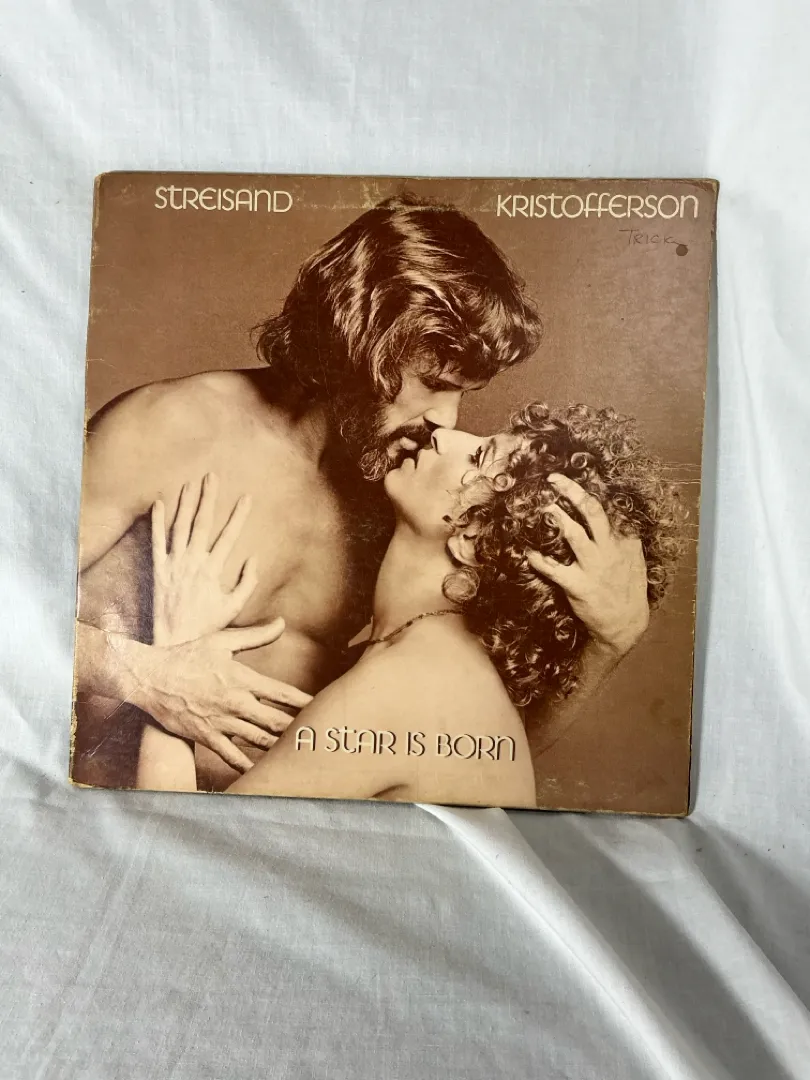 STREISAND
KRISTOFFERSON
TRICK
A STAR IS BORN